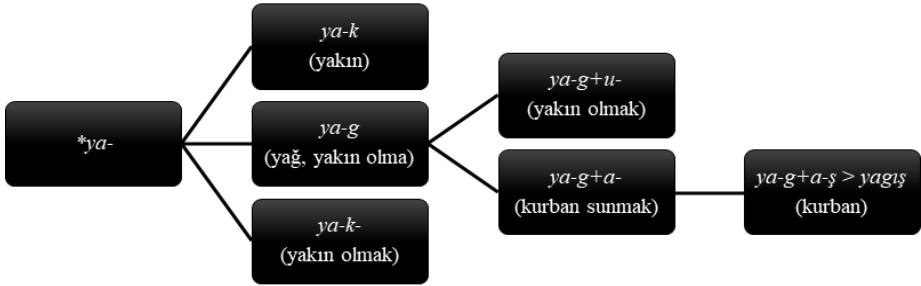 *ya-
ya-k
(yakın)
ya-g
(yağ, yakın olma)
ya-k-
(yakın olmak)
ya-g+u-
(yakın olmak)
ya-g+a-
(kurban sunmak)
ya-g+a-ş > yagış
(kurban)